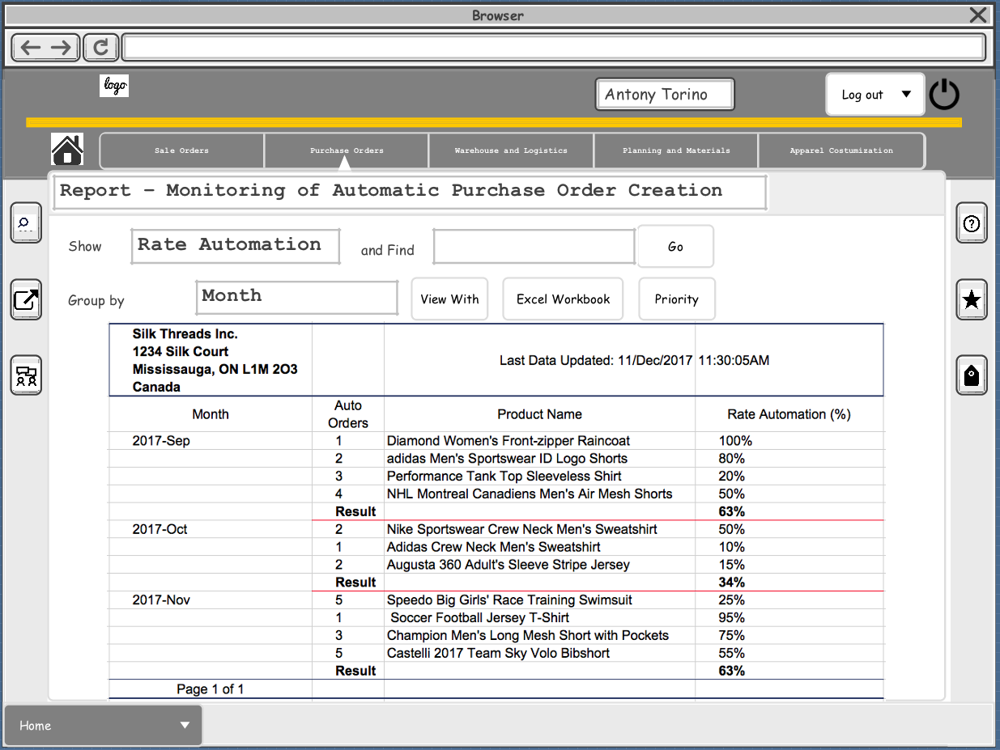 Browser
logo
Antony Torino
Log out
Sale Orders
Purchase Orders
Warehouse and Logistics
Planning and Materials
Apparel Costumization
Report – Monitoring of Automatic Purchase Order Creation
Show
Rate Automation
and Find
Go
Group by
Month
View With
Excel Workbook
Priority
Silk Threads Inc.
1234 Silk Court
Mississauga, ON L1M 2O3
Canada
Last Data Updated: 11/Dec/2017 11:30:05AM
Month Auto Orders Product Name Rate Automation (%)
2017-Sep 1 Diamond Women's Front-zipper Raincoat 100%
2 adidas Men's Sportswear ID Logo Shorts 80%
3 Performance Tank Top Sleeveless Shirt 20%
4 NHL Montreal Canadiens Men's Air Mesh Shorts 50%
Result 63%
2017-Oct 2 Nike Sportswear Crew Neck Men's Sweatshirt 50%
1 Adidas Crew Neck Men's Sweatshirt 10%
2 Augusta 360 Adult's Sleeve Stripe Jersey 15%
Result 34%
2017-Nov 5 Speedo Big Girls' Race Training Swimsuit 25%
1 Soccer Football Jersey T-Shirt 95%
3 Champion Men's Long Mesh Short with Pockets 75%
5 Castelli 2017 Team Sky Volo Bibshort 55%
Result 63%
Page 1 of 1
Home